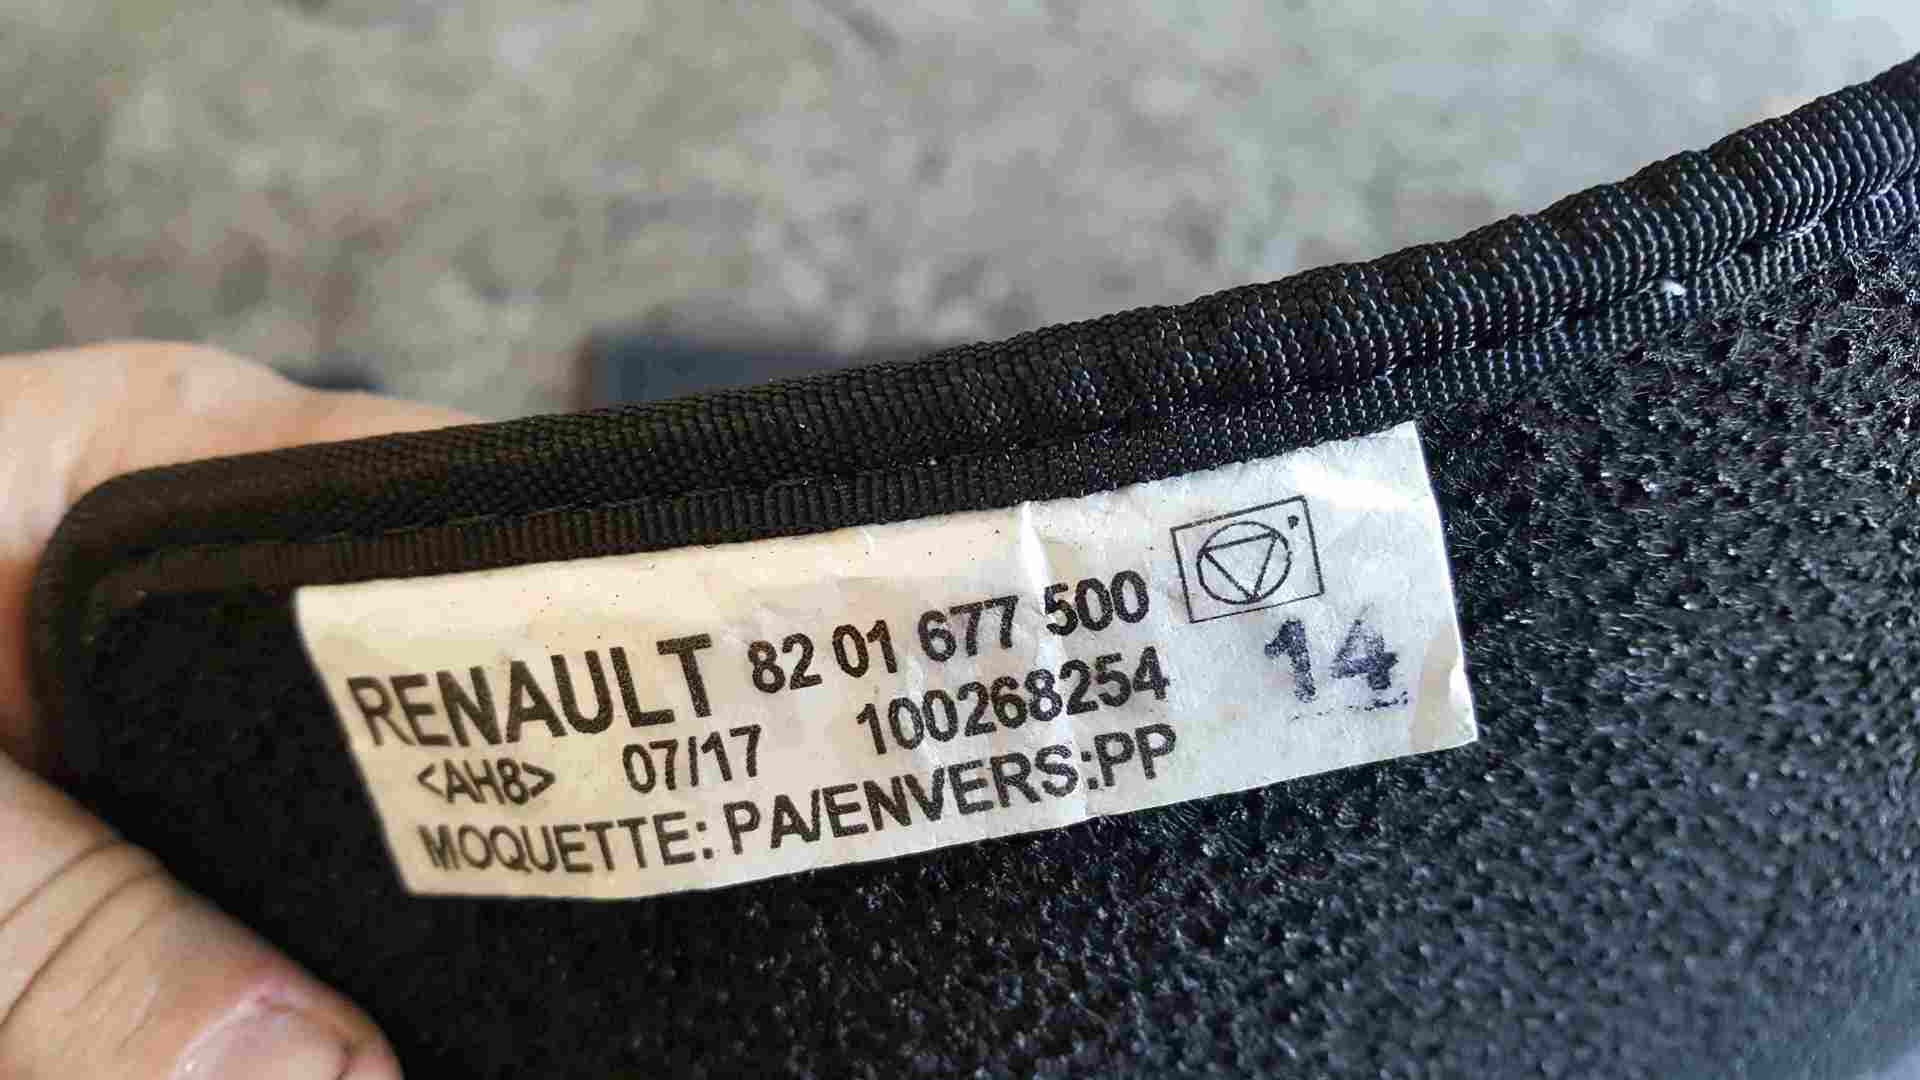 RENAULT 82 01 677 500
<AH8> 07/17 100268254
14
MOQUETTE: PA/ENVERS:PP